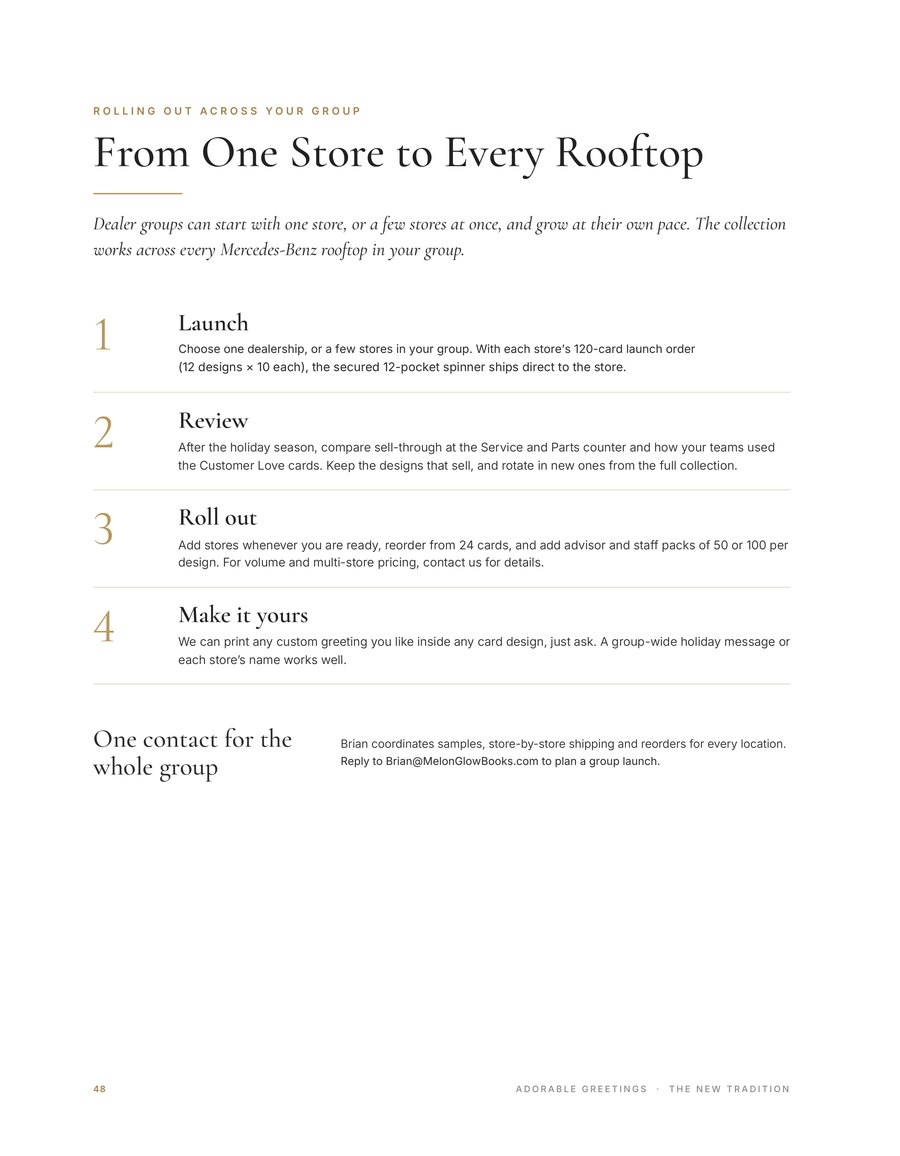 ROLLING OUT ACROSS YOUR GROUP
From One Store to Every Rooftop
Dealer groups can start with one store, or a few stores at once, and grow at their own pace. The collection
works across every Mercedes-Benz rooftop in your group.
1
Launch
Choose one dealership, or a few stores in your group. With each store’s 120-card launch order
(12 designs × 10 each), the secured 12-pocket spinner ships direct to the store.
2
Review
After the holiday season, compare sell-through at the Service and Parts counter and how your teams used
the Customer Love cards. Keep the designs that sell, and rotate in new ones from the full collection.
3
Roll out
Add stores whenever you are ready, reorder from 24 cards, and add advisor and staff packs of 50 or 100 per
design. For volume and multi-store pricing, contact us for details.
4
Make it yours
We can print any custom greeting you like inside any card design, just ask. A group-wide holiday message or
each store’s name works well.
One contact for the
whole group
Brian coordinates samples, store-by-store shipping and reorders for every location.
Reply to Brian@MelonGlowBooks.com to plan a group launch.
48
ADORABLE GREETINGS · THE NEW TRADITION